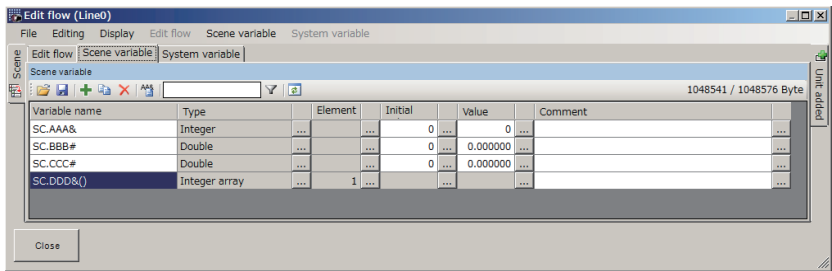 Edit flow (Line0)
File Editing Display Edit flow Scene variable System variable
Scene
Edit flow Scene variable System variable
Scene variable
1048541 / 1048576 Byte
Variable name Type Element Initial Value Comment
SC.AAA& Integer ... ... 0 ... 0 ... ...
SC.BBB# Double ... ... 0 ... 0.000000 ... ...
SC.CCC# Double ... ... 0 ... 0.000000 ... ...
SC.DDD&() Integer array ... 1 ... ... ... ...
Unit added
Close